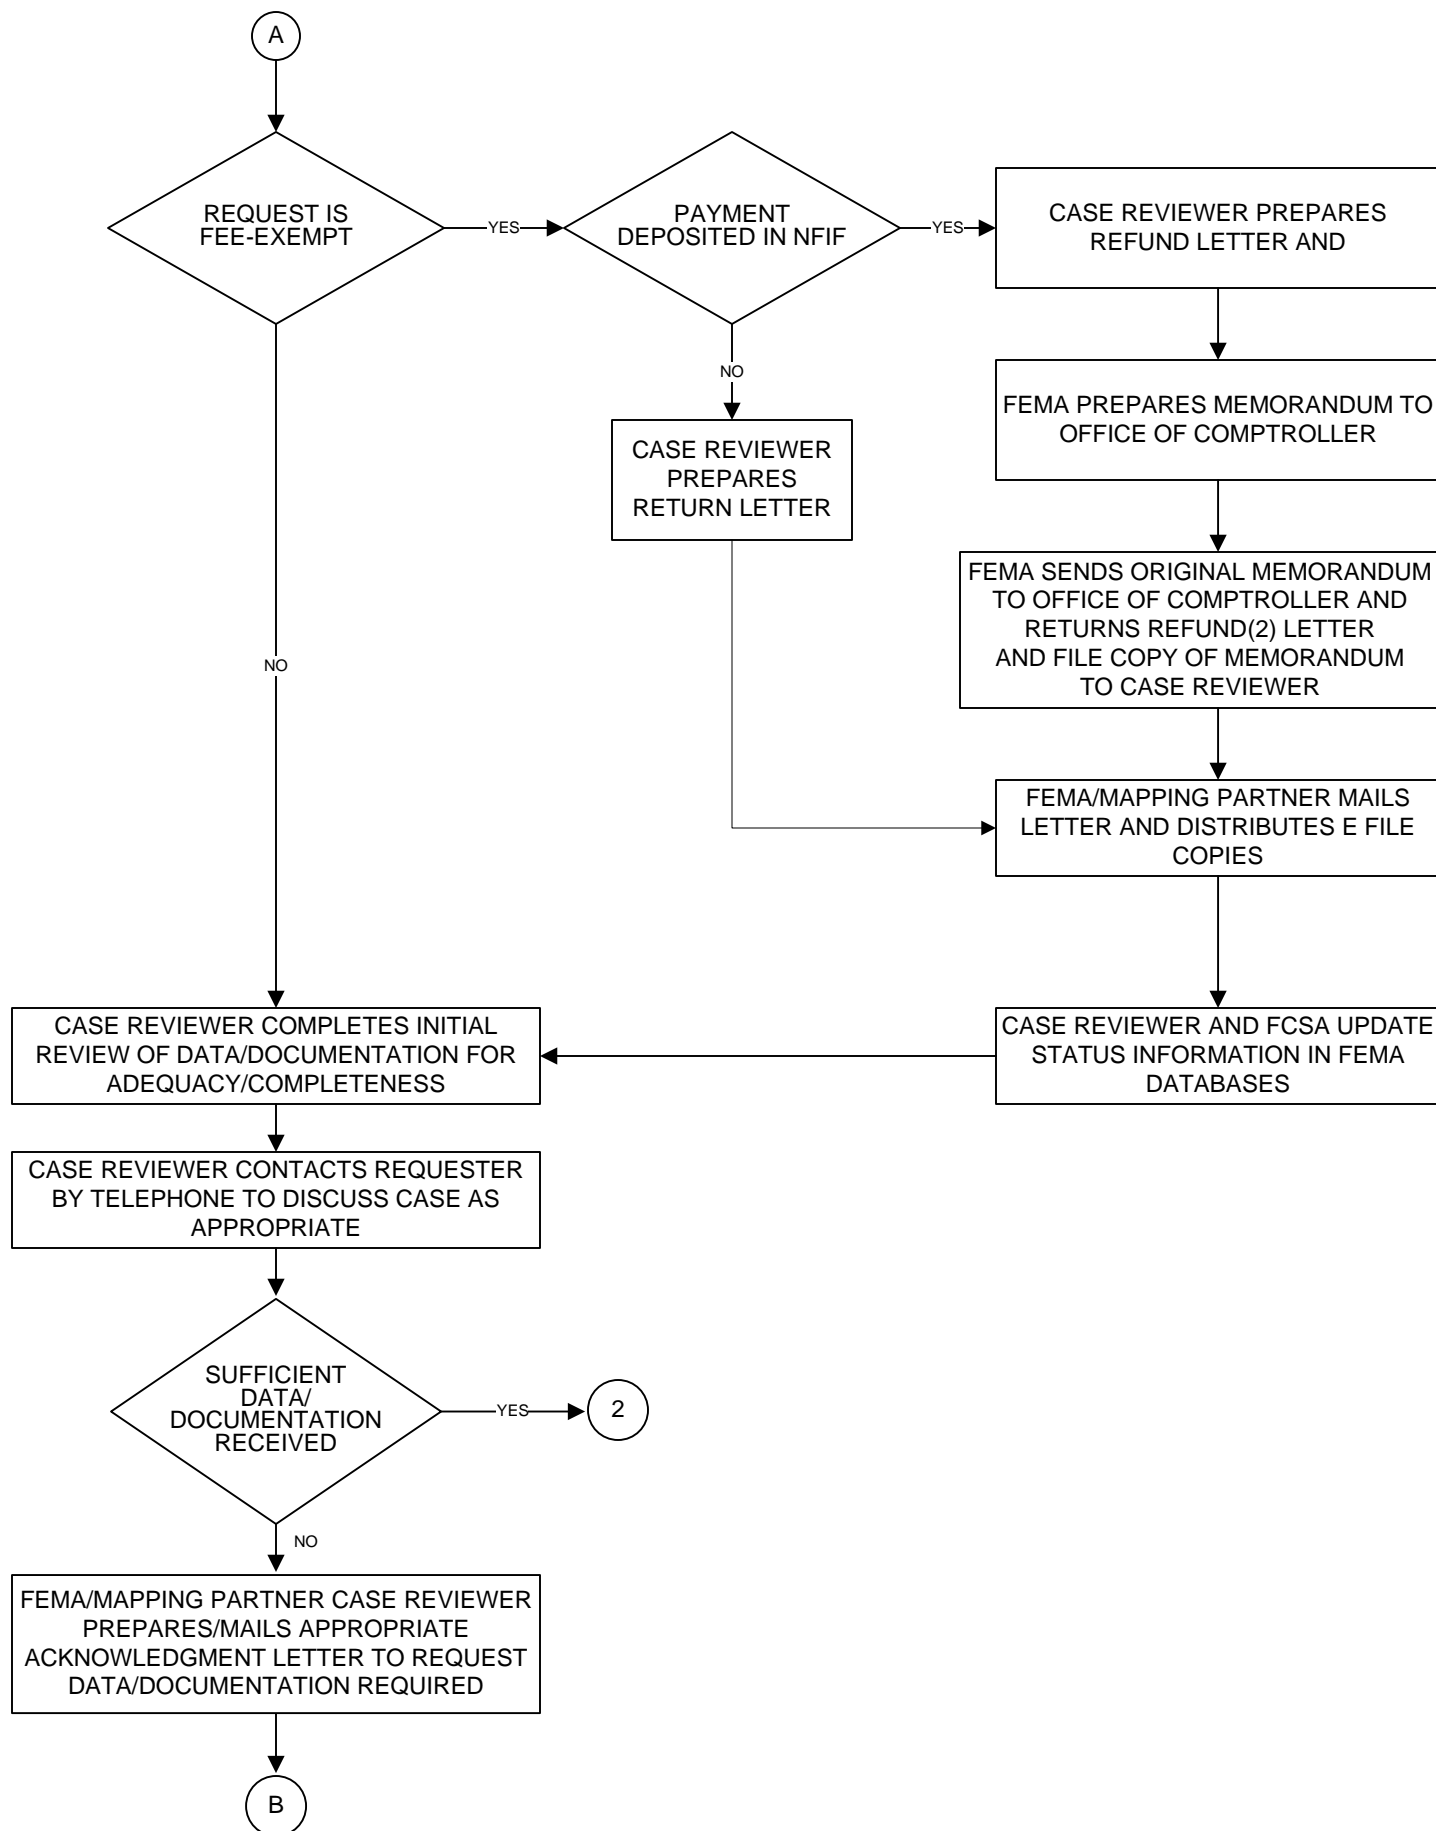 A
REQUEST IS
FEE-EXEMPT
YES
PAYMENT
DEPOSITED IN NFIF
YES
CASE REVIEWER PREPARES
REFUND LETTER AND
NO
FEMA PREPARES MEMORANDUM TO
OFFICE OF COMPTROLLER
CASE REVIEWER
PREPARES
RETURN LETTER
FEMA SENDS ORIGINAL MEMORANDUM
TO OFFICE OF COMPTROLLER AND
RETURNS REFUND(2) LETTER
AND FILE COPY OF MEMORANDUM
TO CASE REVIEWER
NO
FEMA/MAPPING PARTNER MAILS
LETTER AND DISTRIBUTES E FILE
COPIES
CASE REVIEWER COMPLETES INITIAL
REVIEW OF DATA/DOCUMENTATION FOR
ADEQUACY/COMPLETENESS
CASE REVIEWER AND FCSA UPDATE
STATUS INFORMATION IN FEMA
DATABASES
CASE REVIEWER CONTACTS REQUESTER
BY TELEPHONE TO DISCUSS CASE AS
APPROPRIATE
SUFFICIENT
DATA/
DOCUMENTATION
RECEIVED
YES
2
NO
FEMA/MAPPING PARTNER CASE REVIEWER
PREPARES/MAILS APPROPRIATE
ACKNOWLEDGMENT LETTER TO REQUEST
DATA/DOCUMENTATION REQUIRED
B